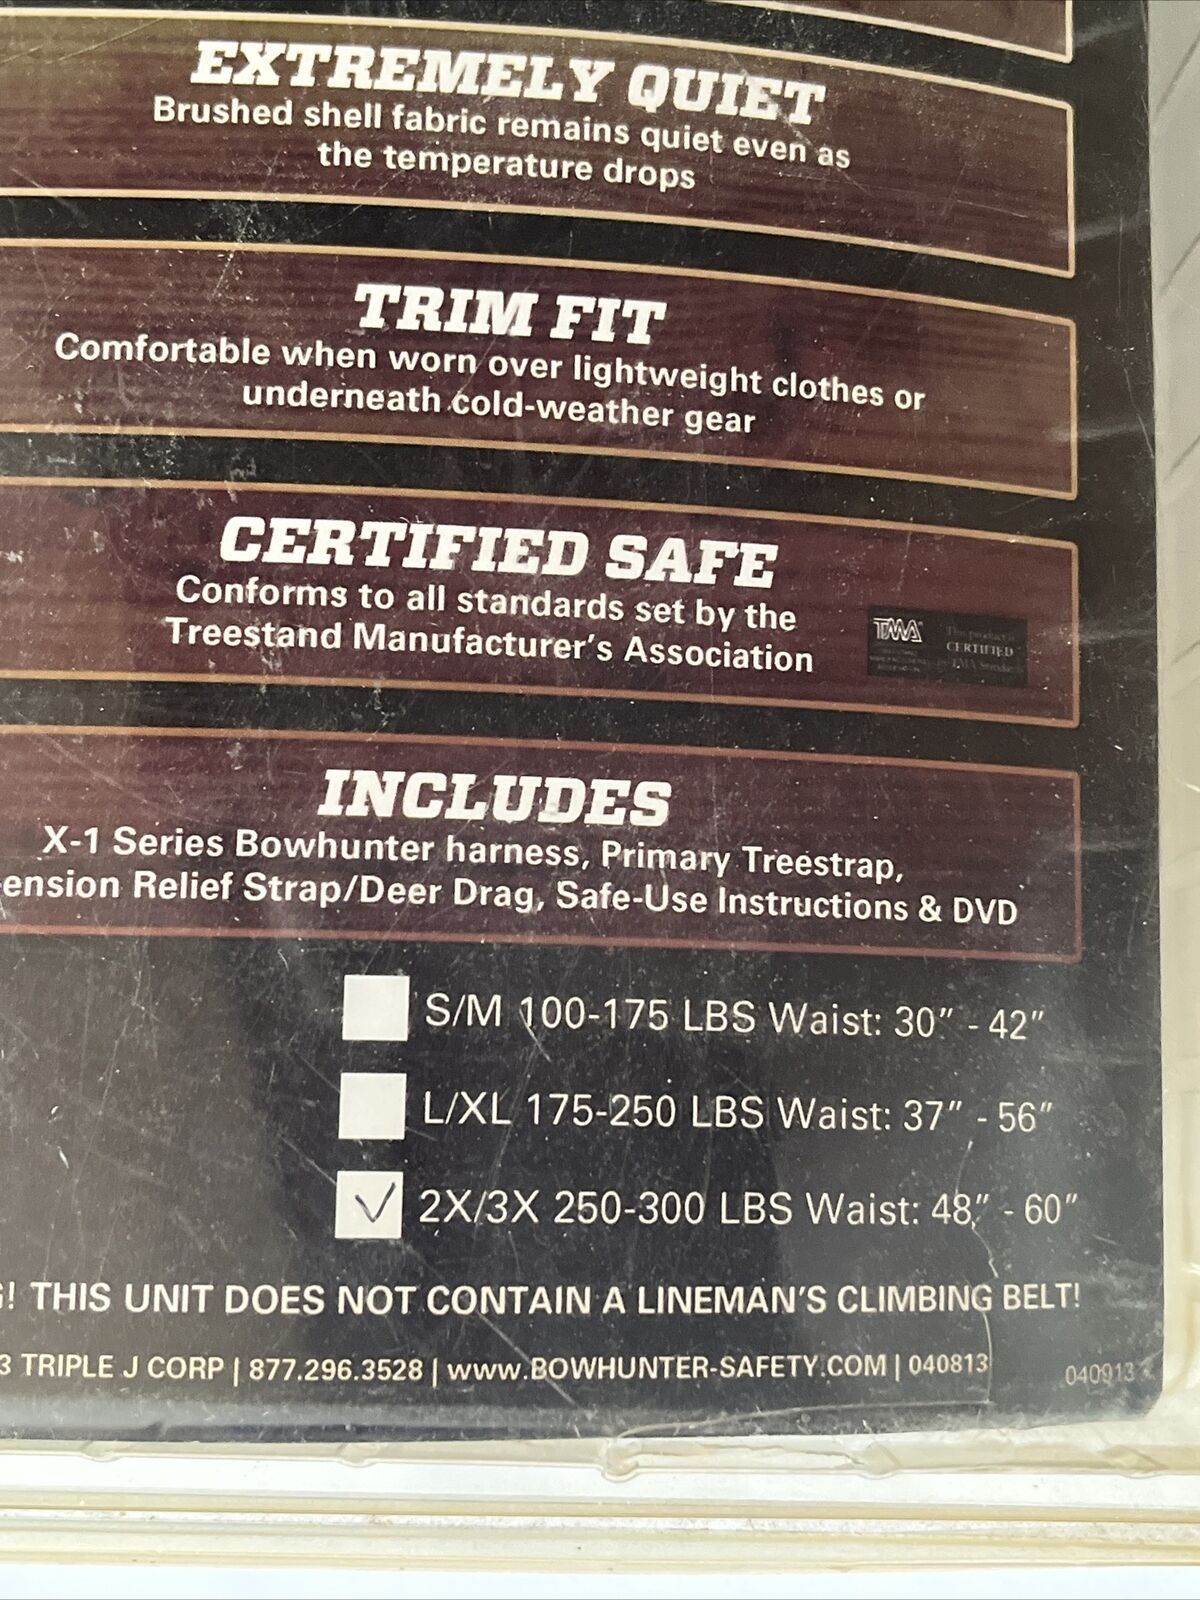 EXTREMELY QUIET
Brushed shell fabric remains quiet even as
the temperature drops
TRIM FIT
Comfortable when worn over lightweight clothes or
underneath cold-weather gear
CERTIFIED SAFE
Conforms to all standards set by the
Treestand Manufacturer's Association
TMA
This product is
CERTIFIED
INCLUDES
X-1 Series Bowhunter harness, Primary Treestrap,
ension Relief Strap/Deer Drag, Safe-Use Instructions & DVD
S/M 100-175 LBS Waist: 30" - 42"
L/XL 175-250 LBS Waist: 37" - 56"
2X/3X 250-300 LBS Waist: 48" - 60"
! THIS UNIT DOES NOT CONTAIN A LINEMAN'S CLIMBING BELT!
3 TRIPLE J CORP | 877.296.3528 | www.BOWHUNTER-SAFETY.COM | 040813
040913